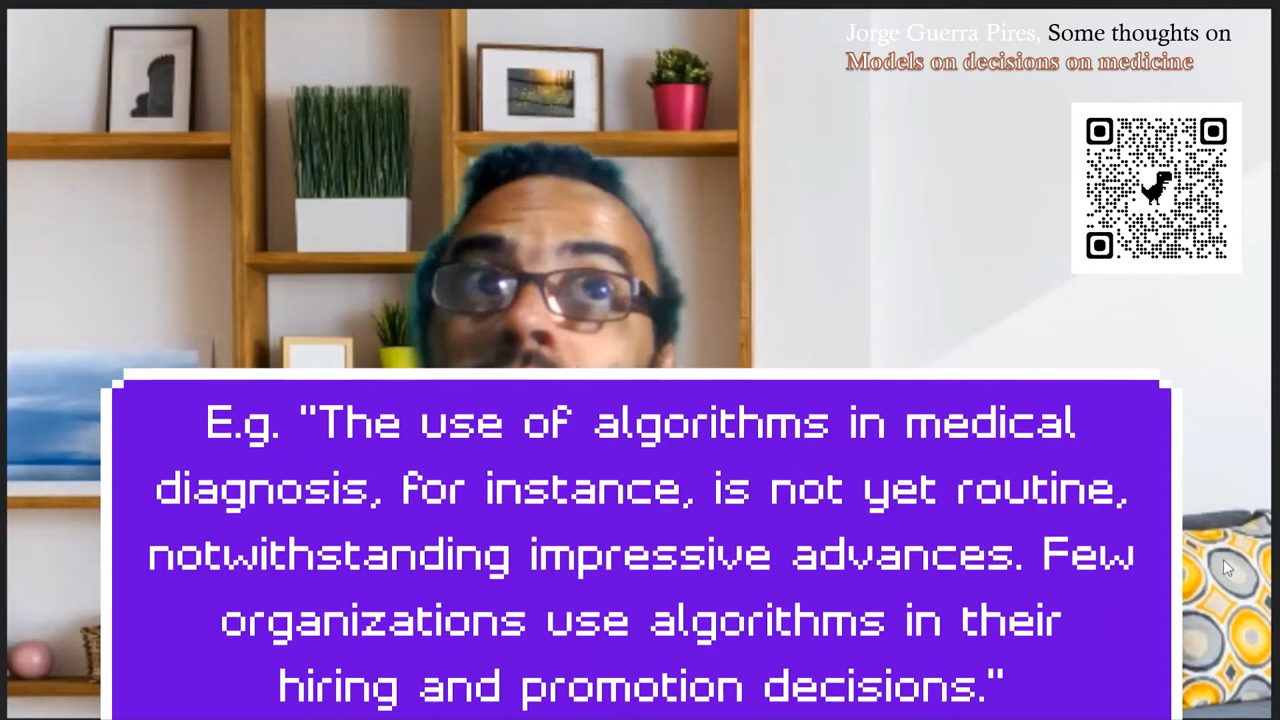 Jorge Guerra Pires, Some thoughts on
Models on decisions on medicine
E.g. "The use of algorithms in medical
diagnosis, for instance, is not yet routine,
notwithstanding impressive advances. Few
organizations use algorithms in their
hiring and promotion decisions."